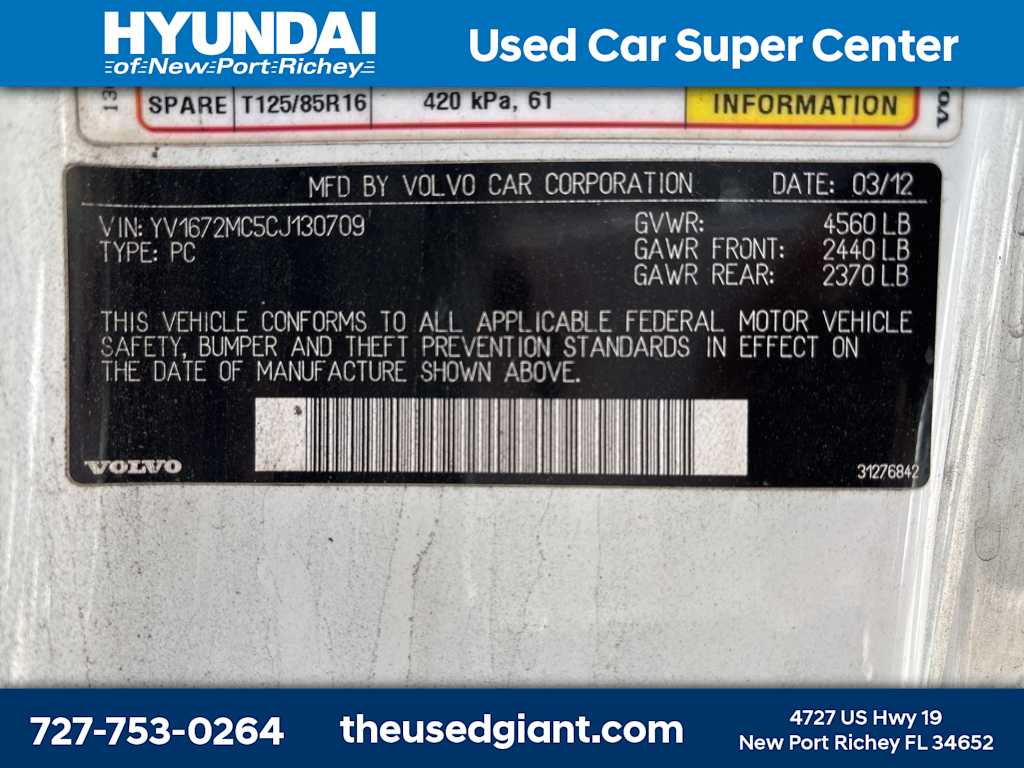 HYUNDAI
of New Port Richey
Used Car Super Center
SPARE T125/85R16 420 kPa, 61 INFORMATION
VOLVO
MFD BY VOLVO CAR CORPORATION DATE: 03/12
VIN: YV1672MC5CJ130709 GVWR: 4560 LB
TYPE: PC GAWR FRONT: 2440 LB
GAWR REAR: 2370 LB
THIS VEHICLE CONFORMS TO ALL APPLICABLE FEDERAL MOTOR VEHICLE
SAFETY, BUMPER AND THEFT PREVENTION STANDARDS IN EFFECT ON
THE DATE OF MANUFACTURE SHOWN ABOVE.
VOLVO 31276842
727-753-0264 theusedgiant.com 4727 US Hwy 19
New Port Richey FL 34652